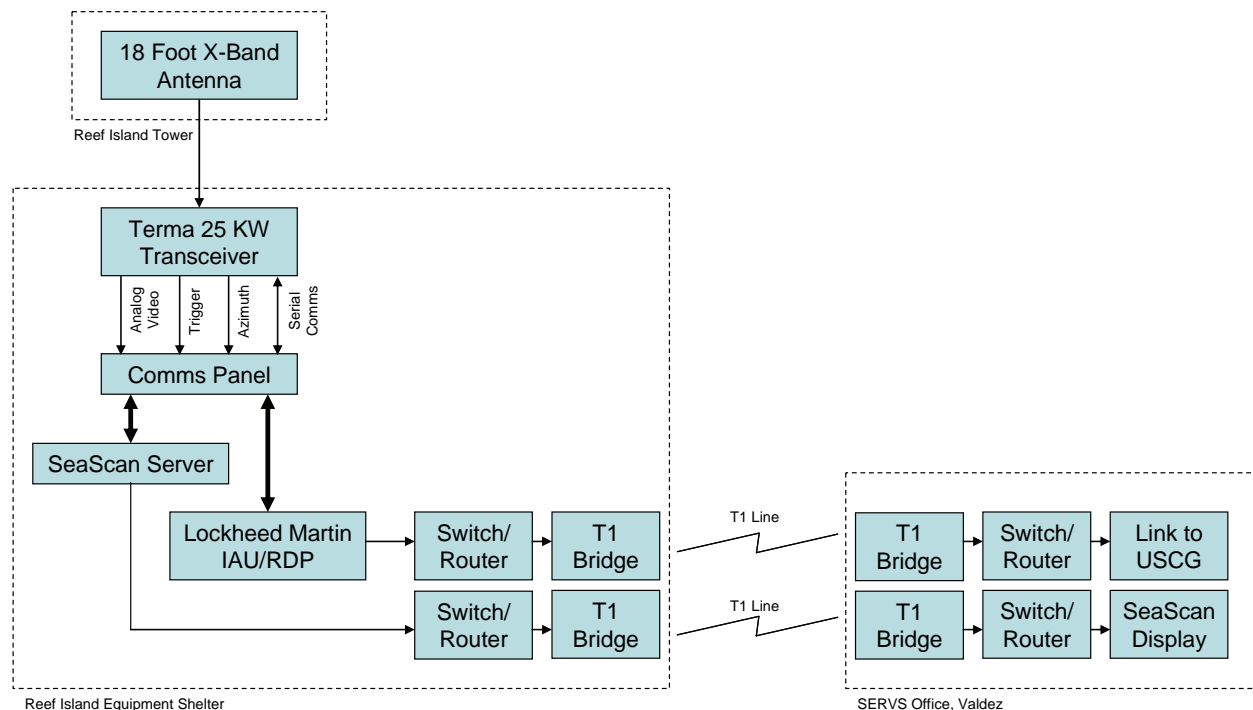 18 Foot X-Band
Antenna
Reef Island Tower
Terma 25 KW
Transceiver
Analog
Video
Trigger
Azimuth
Serial
Comms
Comms Panel
SeaScan Server
Lockheed Martin
IAU/RDP
Switch/
Router
T1
Bridge
T1 Line
T1
Bridge
Switch/
Router
Link to
USCG
Switch/
Router
T1
Bridge
T1 Line
T1
Bridge
Switch/
Router
SeaScan
Display
Reef Island Equipment Shelter
SERVS Office, Valdez